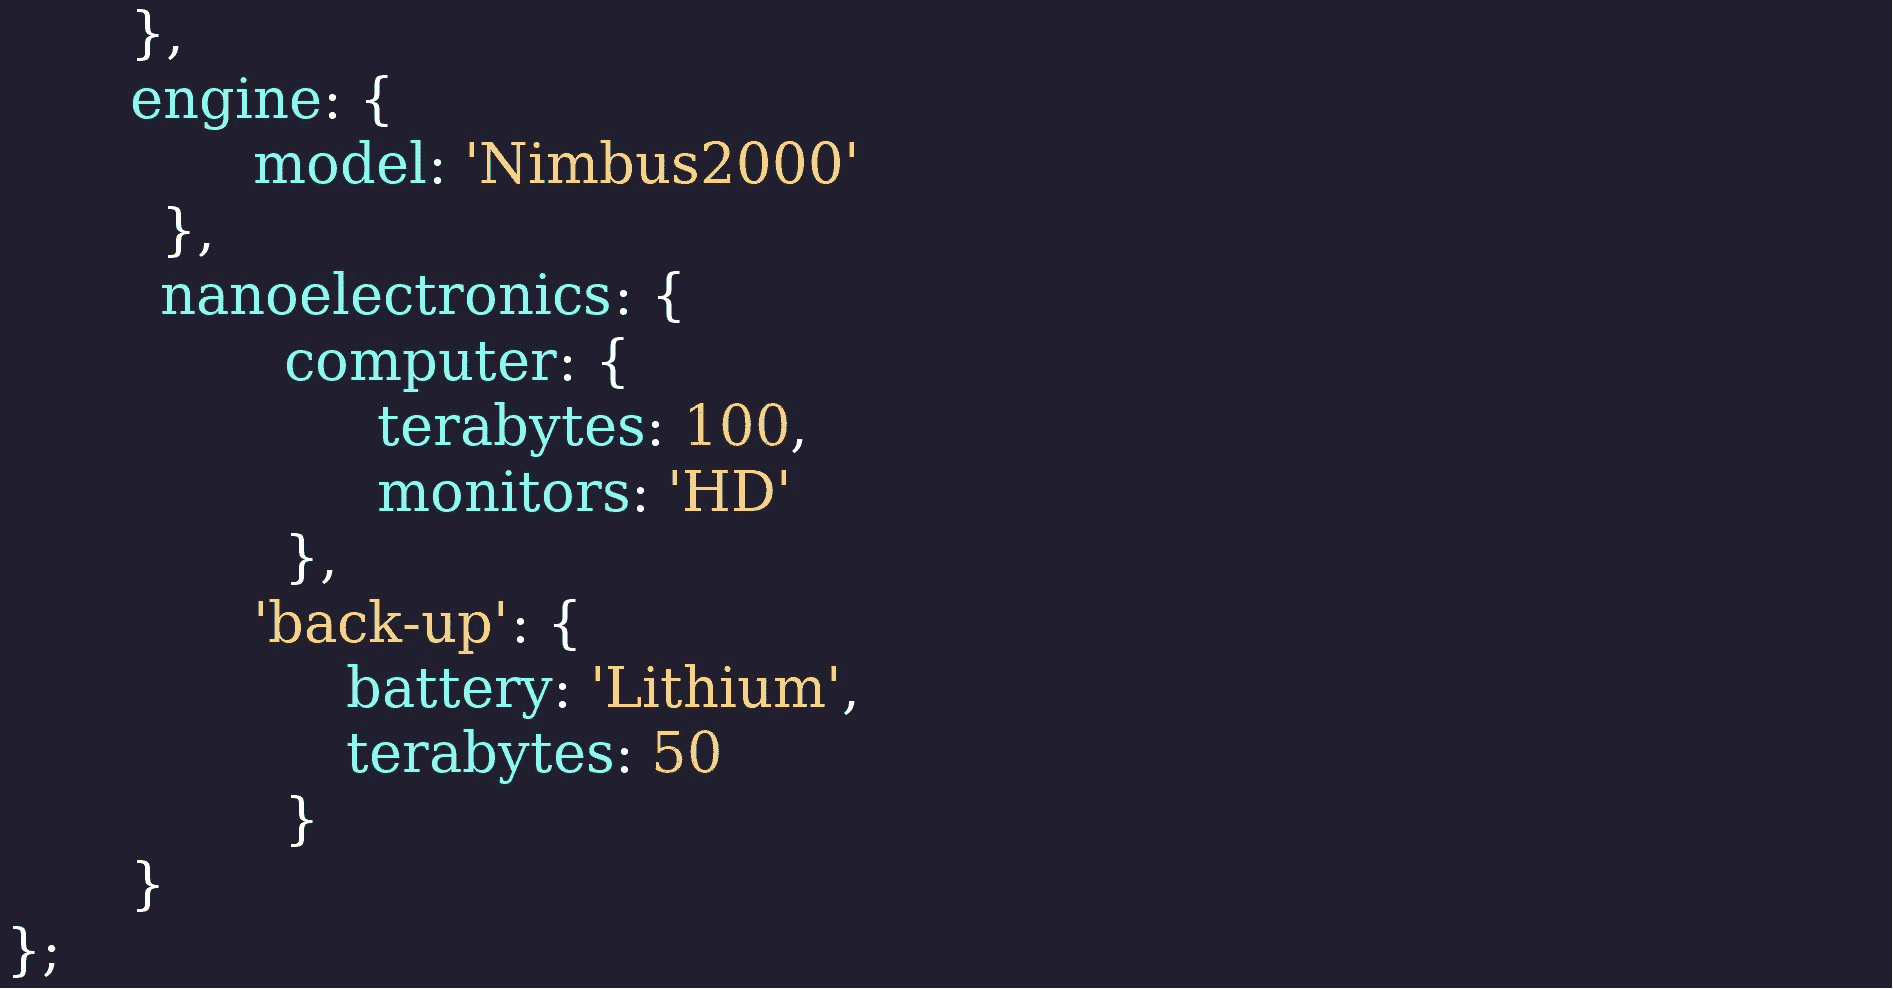 },
engine: {
model: 'Nimbus2000'
},
nanoelectronics: {
computer: {
terabytes: 100,
monitors: 'HD'
},
'back-up': {
battery: 'Lithium',
terabytes: 50
}
}
};